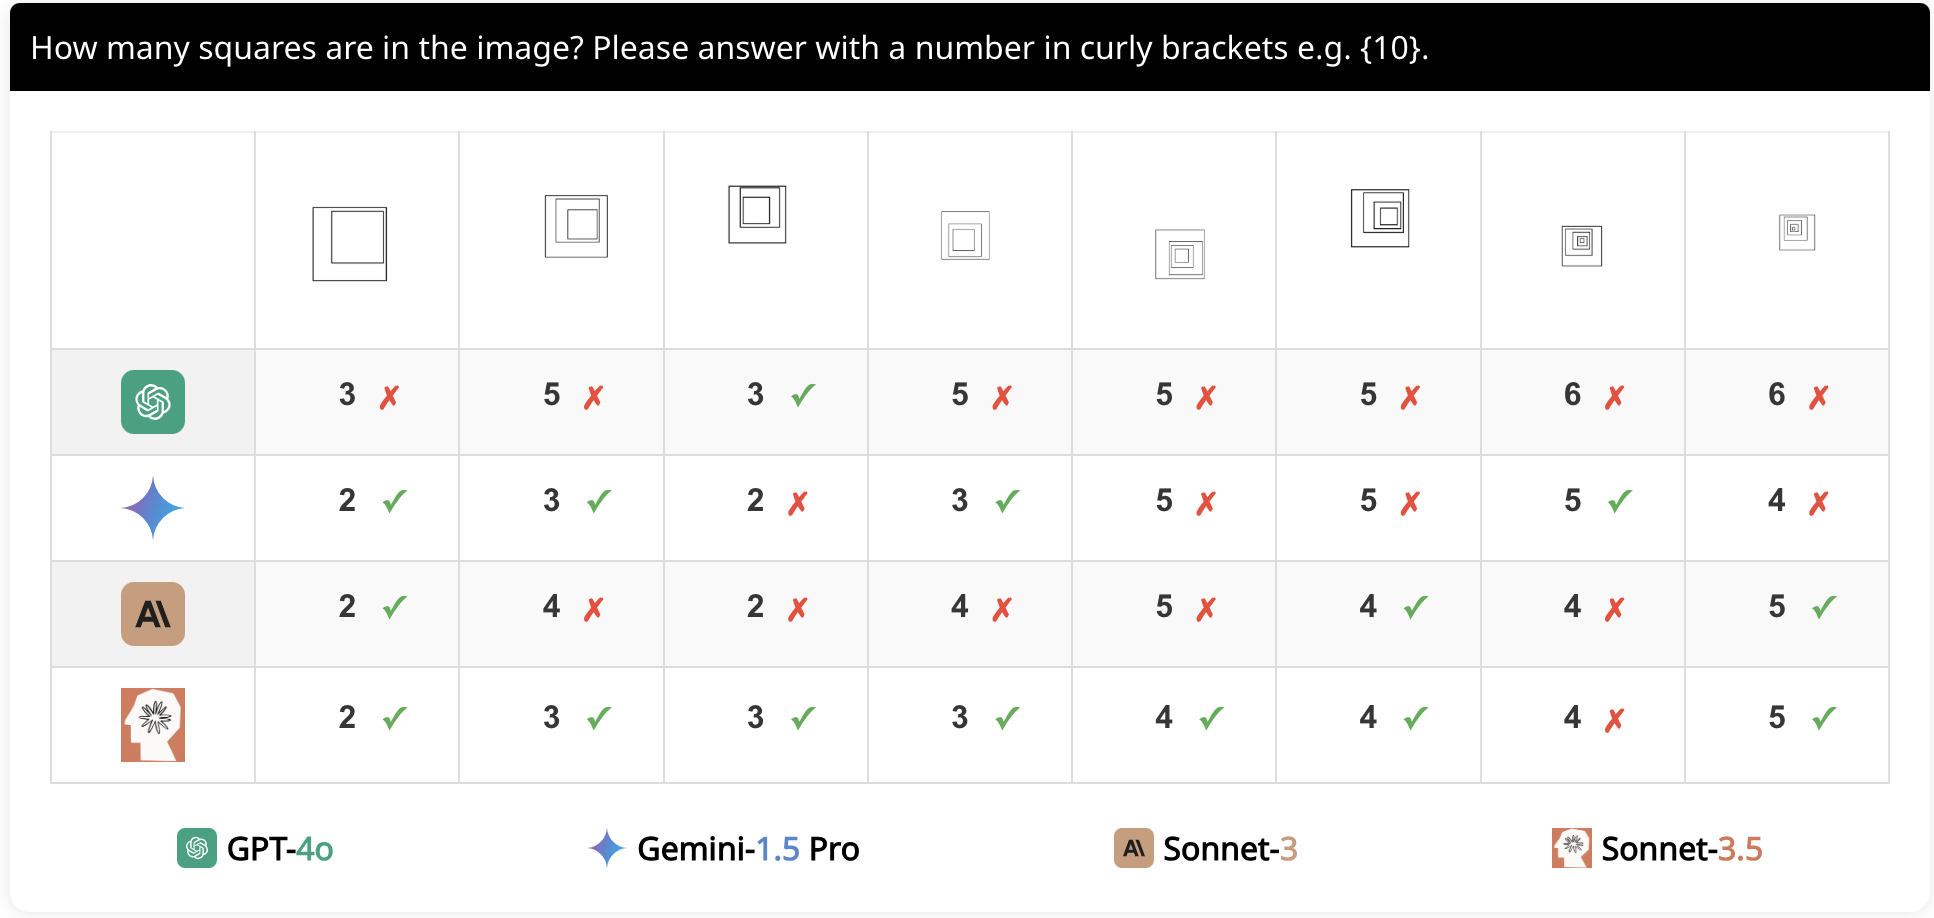 How many squares are in the image? Please answer with a number in curly brackets e.g. {10}.
3 ✗ 5 ✗ 3 ✓ 5 ✗ 5 ✗ 5 ✗ 6 ✗ 6 ✗
2 ✓ 3 ✓ 2 ✗ 3 ✓ 5 ✗ 5 ✗ 5 ✓ 4 ✗
2 ✓ 4 ✗ 2 ✗ 4 ✗ 5 ✗ 4 ✓ 4 ✗ 5 ✓
2 ✓ 3 ✓ 3 ✓ 3 ✓ 4 ✓ 4 ✓ 4 ✗ 5 ✓
GPT-4o Gemini-1.5 Pro Sonnet-3 Sonnet-3.5